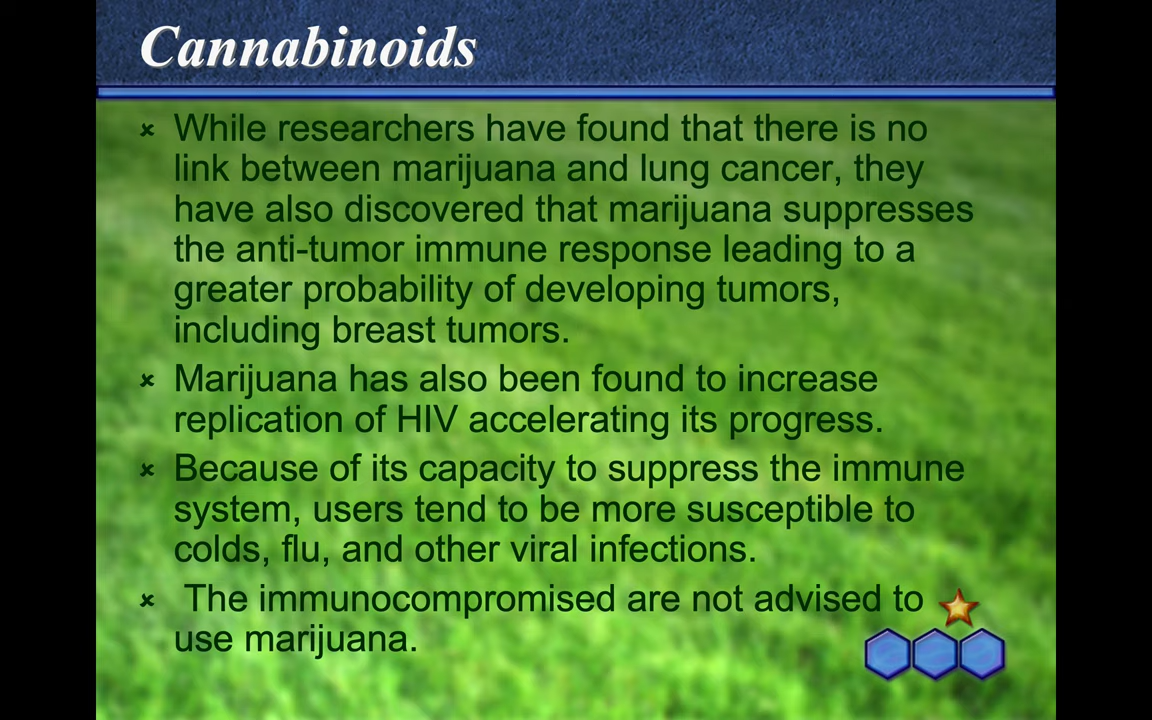 Cannabinoids
While researchers have found that there is no
link between marijuana and lung cancer, they
have also discovered that marijuana suppresses
the anti-tumor immune response leading to a
greater probability of developing tumors,
including breast tumors.
Marijuana has also been found to increase
replication of HIV accelerating its progress.
Because of its capacity to suppress the immune
system, users tend to be more susceptible to
colds, flu, and other viral infections.
The immunocompromised are not advised to
use marijuana.